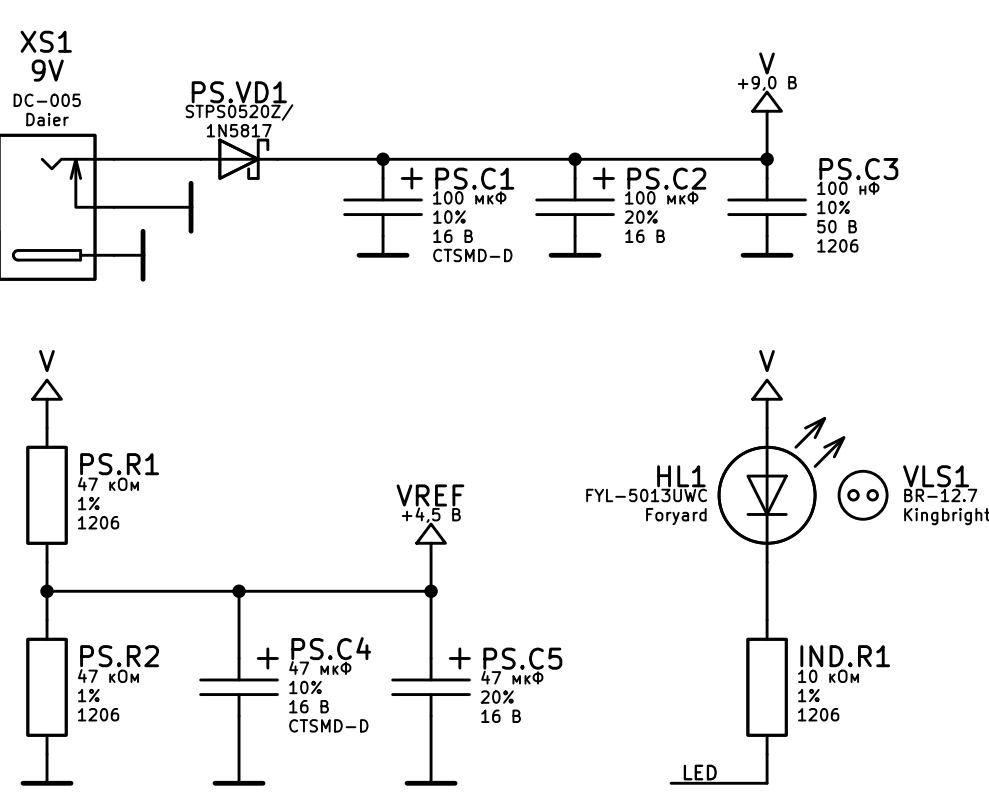 XS1
9V
DC-005
Daier
PS.VD1
STPS0520Z/
1N5817
V
+9,0 В
+ PS.C1
100 мкФ
10%
16 В
CTSMD-D
+ PS.C2
100 мкФ
20%
16 В
PS.C3
100 нФ
10%
50 В
1206
V
PS.R1
47 кОм
1%
1206
VREF
+4,5 В
PS.R2
47 кОм
1%
1206
+ PS.C4
47 мкФ
10%
16 В
CTSMD-D
+ PS.C5
47 мкФ
20%
16 В
V
HL1
FYL-5013UWC
Foryard
VLS1
BR-12.7
Kingbright
IND.R1
10 кОм
1%
1206
LED